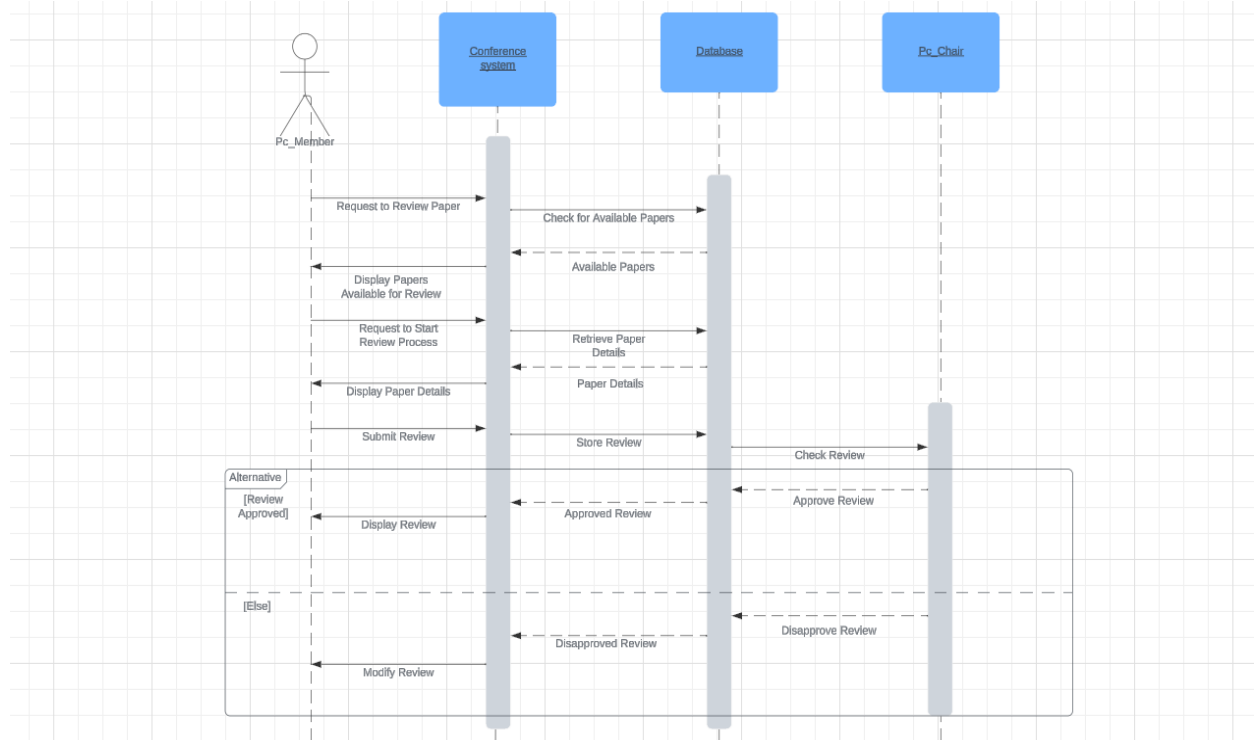 Conference
system
Database
Pc_Chair
Pc_Member
Request to Review Paper
Check for Available Papers
Available Papers
Display Papers
Available for Review
Request to Start
Review Process
Retrieve Paper
Details
Paper Details
Display Paper Details
Submit Review
Store Review
Check Review
Alternative
[Review
Approved]
Approve Review
Approved Review
Display Review
[Else]
Disapprove Review
Disapproved Review
Modify Review